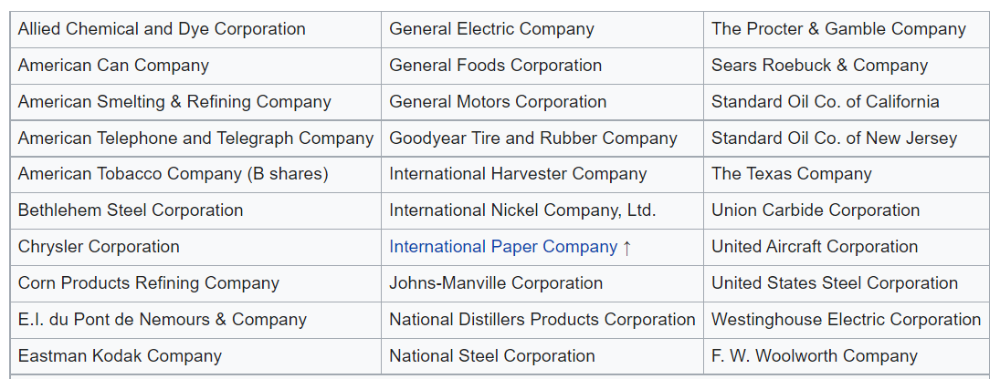 Allied Chemical and Dye Corporation General Electric Company The Procter & Gamble Company
American Can Company General Foods Corporation Sears Roebuck & Company
American Smelting & Refining Company General Motors Corporation Standard Oil Co. of California
American Telephone and Telegraph Company Goodyear Tire and Rubber Company Standard Oil Co. of New Jersey
American Tobacco Company (B shares) International Harvester Company The Texas Company
Bethlehem Steel Corporation International Nickel Company, Ltd. Union Carbide Corporation
Chrysler Corporation International Paper Company ↑ United Aircraft Corporation
Corn Products Refining Company Johns-Manville Corporation United States Steel Corporation
E.I. du Pont de Nemours & Company National Distillers Products Corporation Westinghouse Electric Corporation
Eastman Kodak Company National Steel Corporation F. W. Woolworth Company